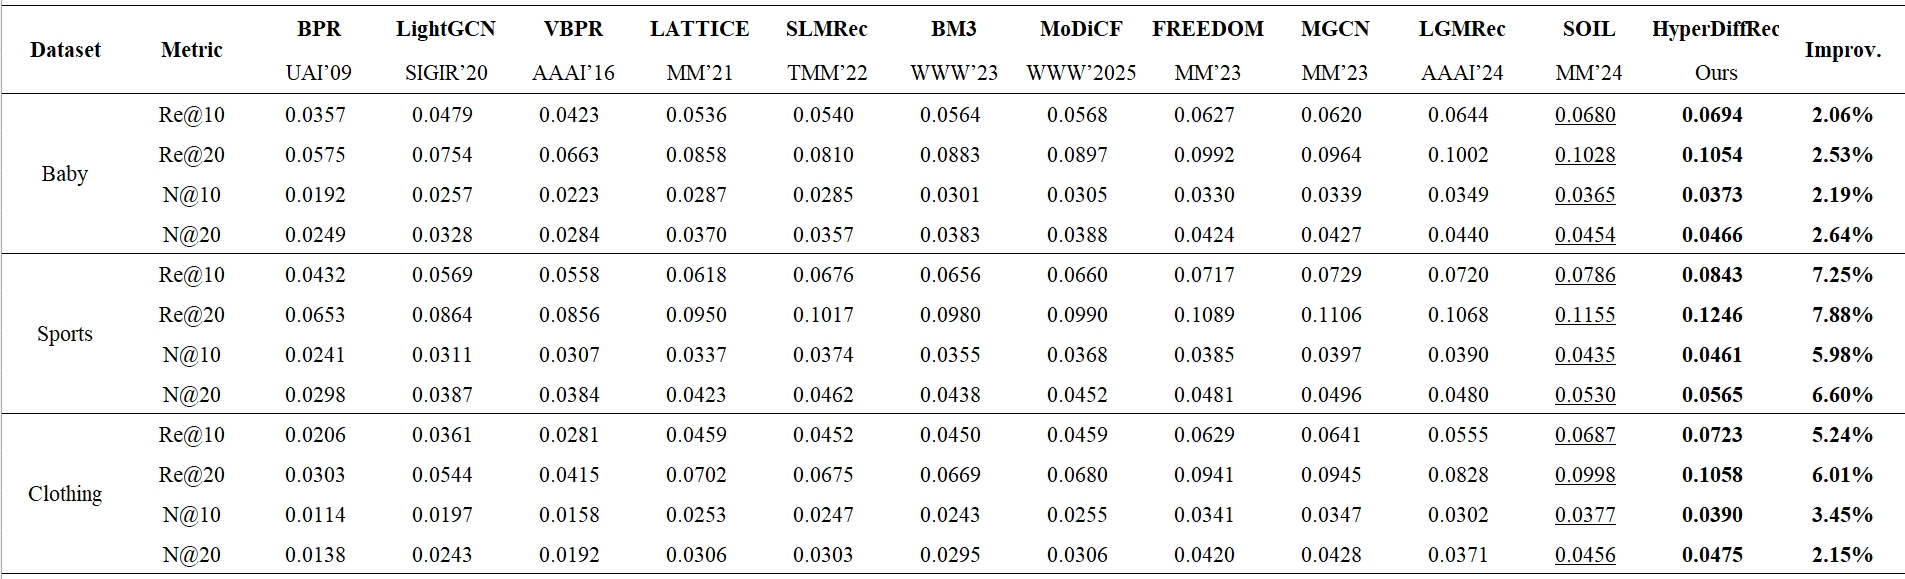 Dataset Metric BPR LightGCN VBPR LATTICE SLMRec BM3 MoDiCF FREEDOM MGCN LGMRec SOIL HyperDiffRec Improv.
UAI’09 SIGIR’20 AAAI’16 MM’21 TMM’22 WWW’23 WWW’2025 MM’23 MM’23 AAAI’24 MM’24 Ours
Baby
Re@10 0.0357 0.0479 0.0423 0.0536 0.0540 0.0564 0.0568 0.0627 0.0620 0.0644 0.0680 0.0694 2.06%
Re@20 0.0575 0.0754 0.0663 0.0858 0.0810 0.0883 0.0897 0.0992 0.0964 0.1002 0.1028 0.1054 2.53%
N@10 0.0192 0.0257 0.0223 0.0287 0.0285 0.0301 0.0305 0.0330 0.0339 0.0349 0.0365 0.0373 2.19%
N@20 0.0249 0.0328 0.0284 0.0370 0.0357 0.0383 0.0388 0.0424 0.0427 0.0440 0.0454 0.0466 2.64%
Sports
Re@10 0.0432 0.0569 0.0558 0.0618 0.0676 0.0656 0.0660 0.0717 0.0729 0.0720 0.0786 0.0843 7.25%
Re@20 0.0653 0.0864 0.0856 0.0950 0.1017 0.0980 0.0990 0.1089 0.1106 0.1068 0.1155 0.1246 7.88%
N@10 0.0241 0.0311 0.0307 0.0337 0.0374 0.0355 0.0368 0.0385 0.0397 0.0390 0.0435 0.0461 5.98%
N@20 0.0298 0.0387 0.0384 0.0423 0.0462 0.0438 0.0452 0.0481 0.0496 0.0480 0.0530 0.0565 6.60%
Clothing
Re@10 0.0206 0.0361 0.0281 0.0459 0.0452 0.0450 0.0459 0.0629 0.0641 0.0555 0.0687 0.0723 5.24%
Re@20 0.0303 0.0544 0.0415 0.0702 0.0675 0.0669 0.0680 0.0941 0.0945 0.0828 0.0998 0.1058 6.01%
N@10 0.0114 0.0197 0.0158 0.0253 0.0247 0.0243 0.0255 0.0341 0.0347 0.0302 0.0377 0.0390 3.45%
N@20 0.0138 0.0243 0.0192 0.0306 0.0303 0.0295 0.0306 0.0420 0.0428 0.0371 0.0456 0.0475 2.15%